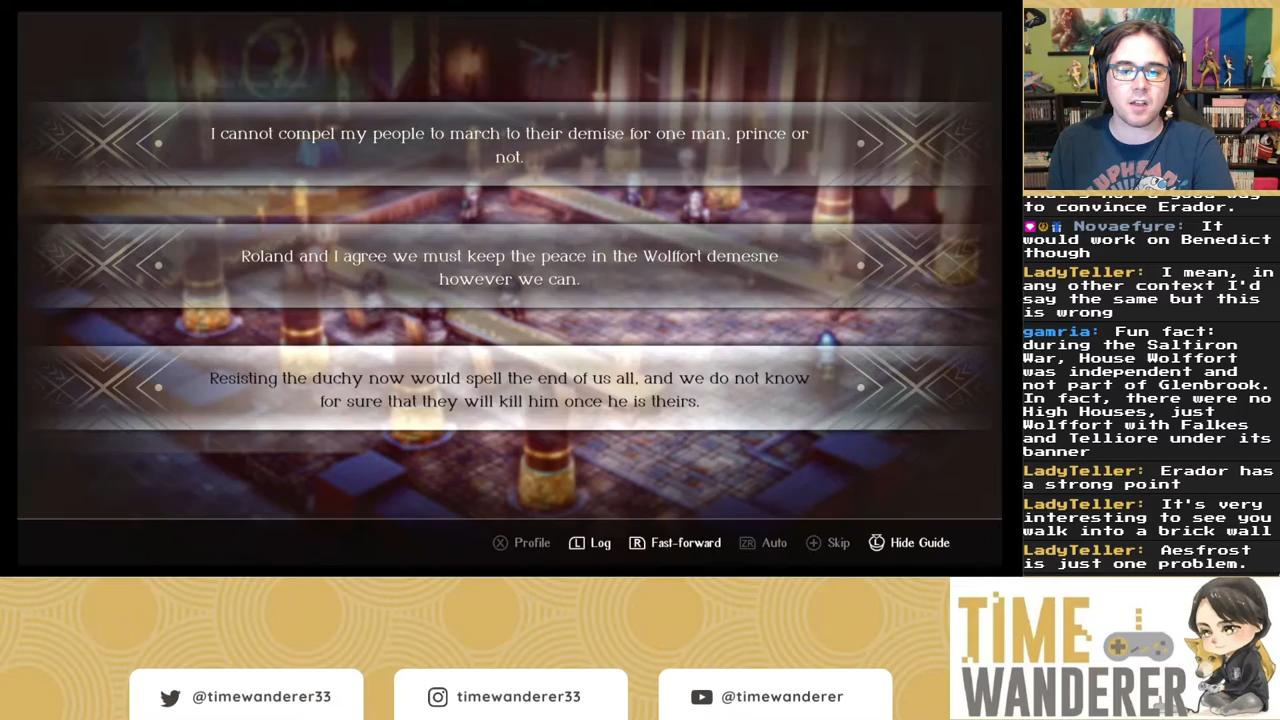 I cannot compel my people to march to their demise for one man, prince or
not.
Roland and I agree we must keep the peace in the Wolffort demesne
however we can.
Resisting the duchy now would spell the end of us all, and we do not know
for sure that they will kill him once he is theirs.
X Profile L Log R Fast-forward ZR Auto + Skip L Hide Guide
to convince Erador.
Novaefyre: It
would work on Benedict
though
LadyTeller: I mean, in
any other context I'd
say the same but this
is wrong
gamria: Fun fact:
during the Saltiron
War, House Wolffort
was independent and
not part of Glenbrook.
In fact, there were no
High Houses, just
Wolffort with Falkes
and Telliore under its
banner
LadyTeller: Erador has
a strong point
LadyTeller: It's very
interesting to see you
walk into a brick wall
LadyTeller: Aesfrost
is just one problem.
TIME
WANDERER
@timewanderer33
timewanderer33
@timewanderer